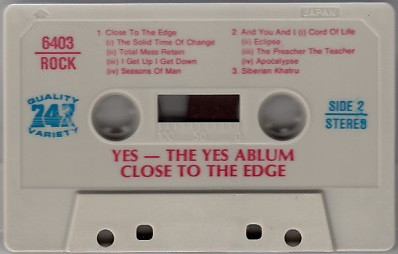 JAPAN
6403
ROCK
1 Close To The Edge
(i) The Solid Time Of Change
(ii) Total Mass Retain
(iii) I Get Up I Get Down
(iv) Seasons Of Man
2. And You And I (i) Cord Of Life
(ii) Eclipse
(iii) The Preacher The Teacher
(iv) Apocalypse
3. Siberian Khatru
QUALITY
747
VARIETY
SIDE 2
STEREO
YES — THE YES ABLUM
CLOSE TO THE EDGE